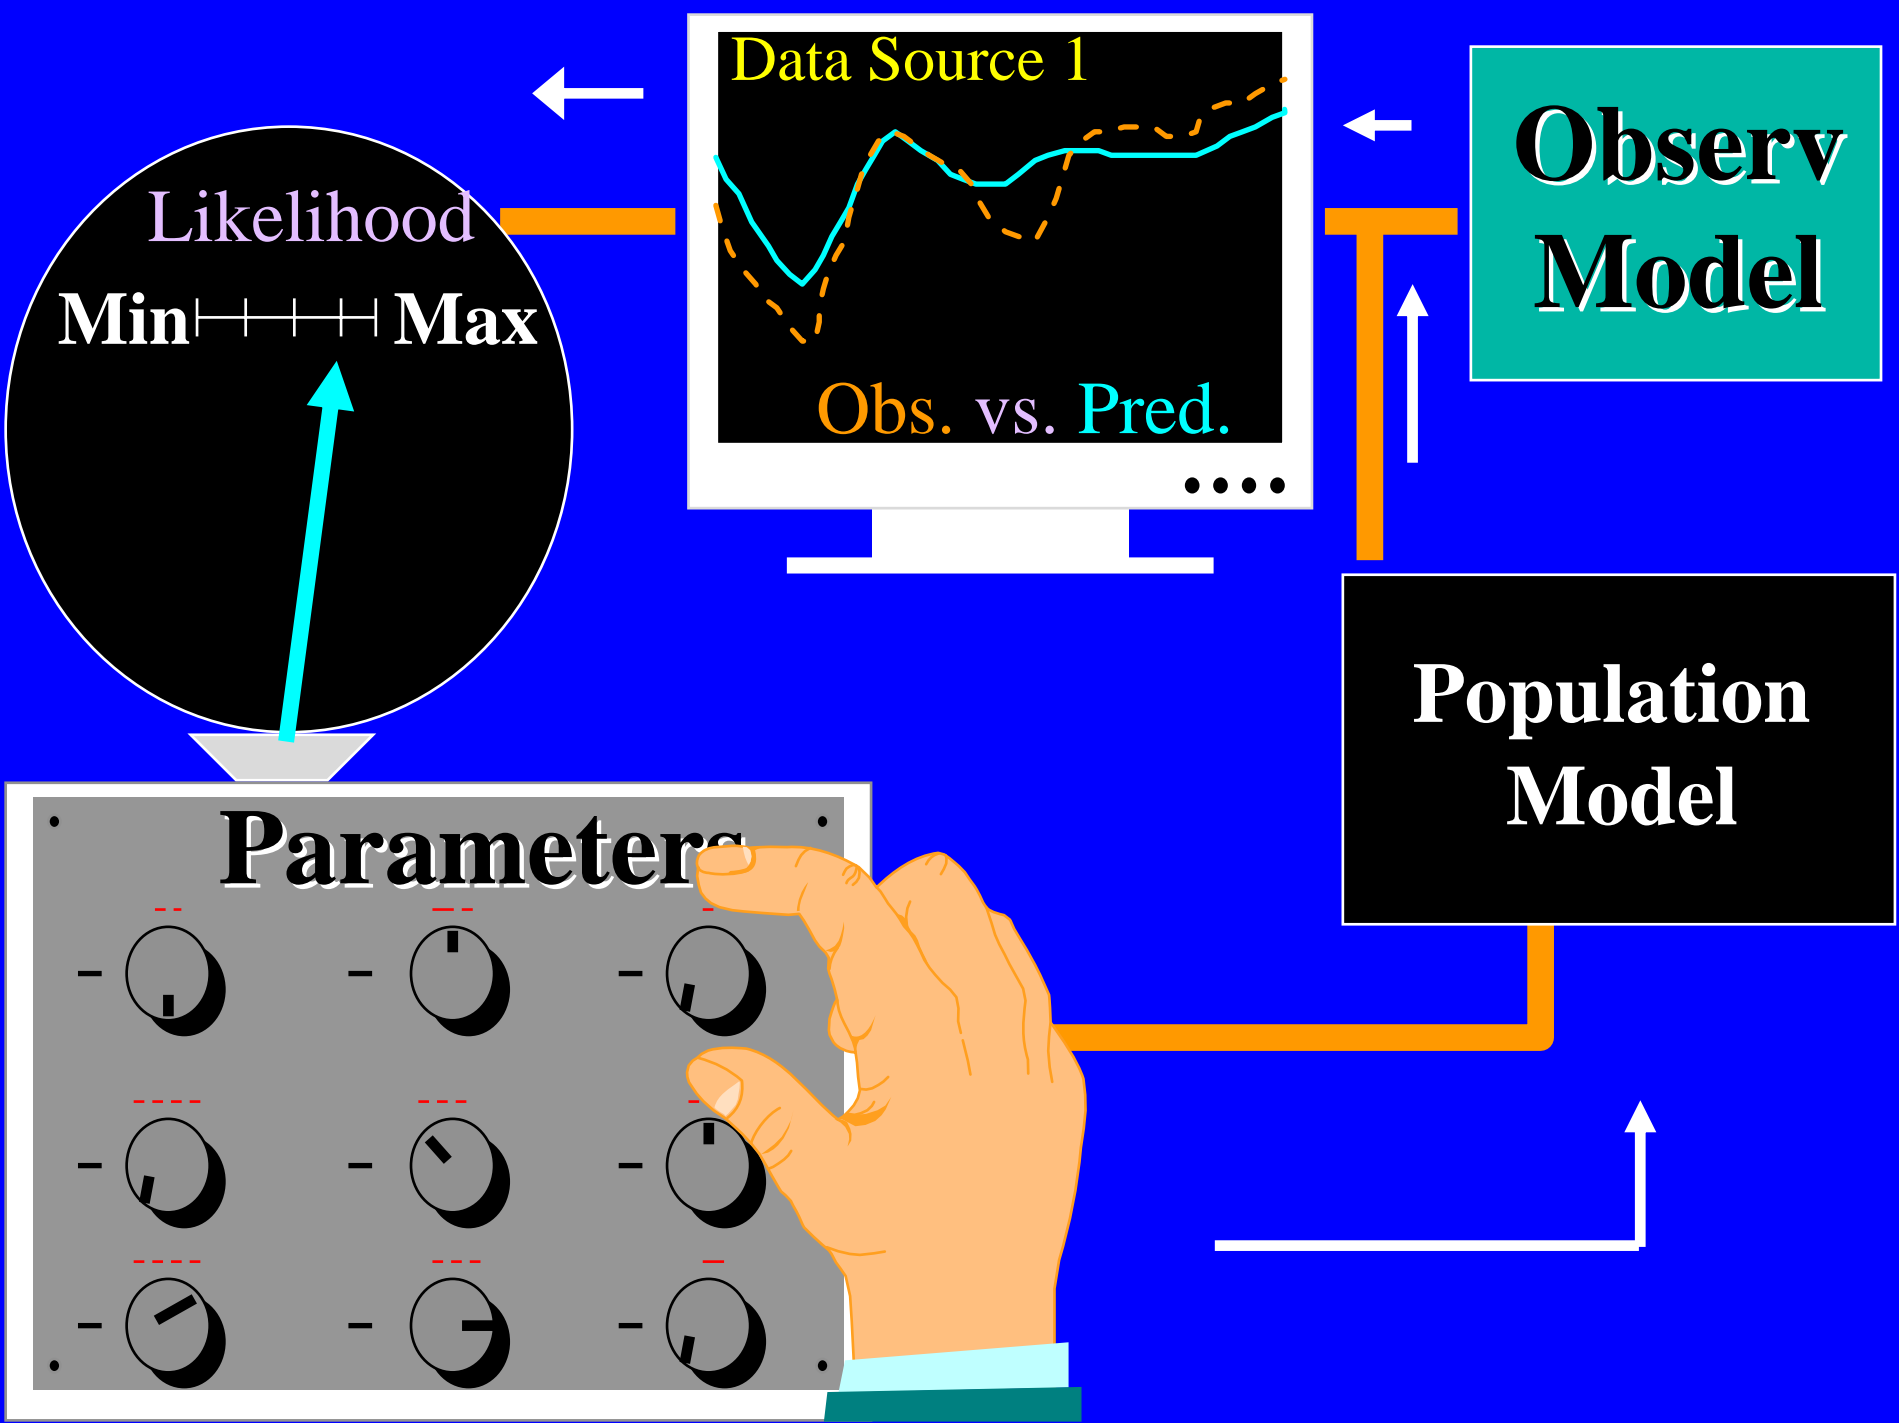 Data Source 1
Obs. vs. Pred.
Observ
Model
Likelihood
Min Max
Population
Model
Parameters